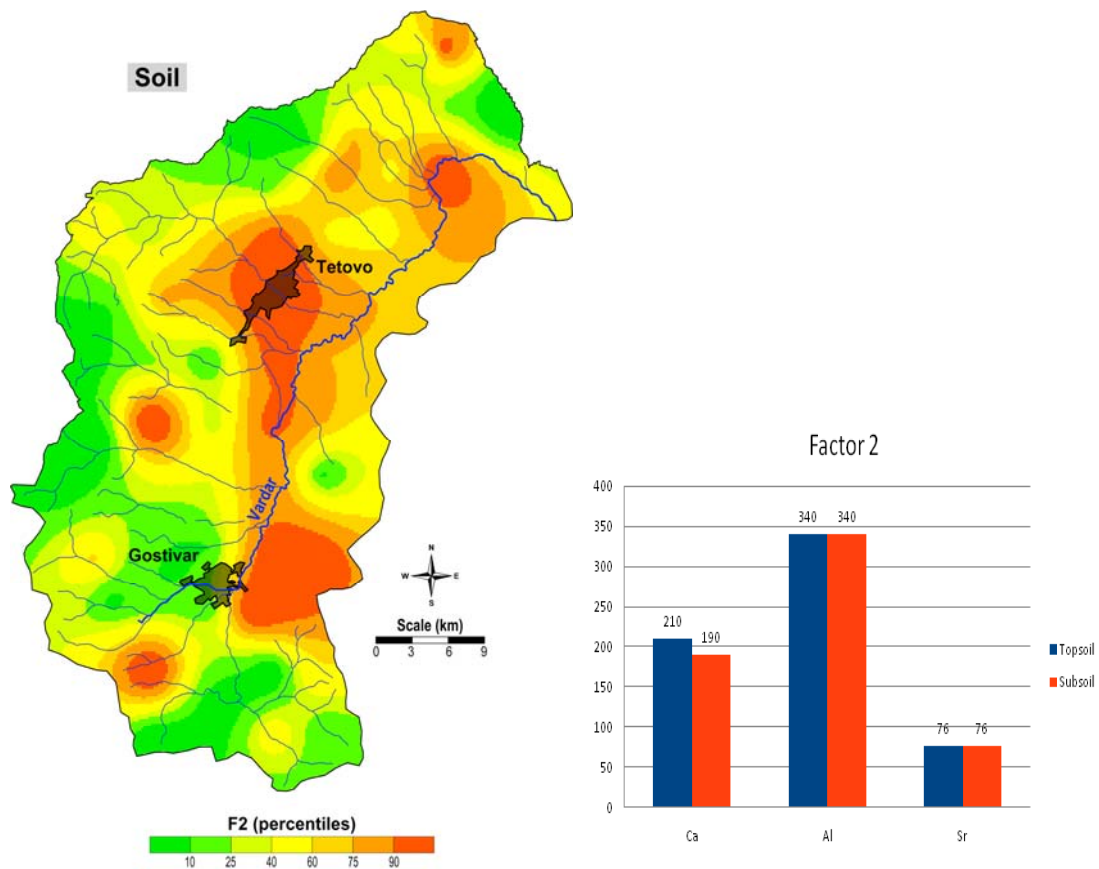 Soil
Tetovo
Vardar
Gostivar
N
W E
S
Scale (km)
0 3 6 9
F2 (percentiles)
10 25 40 60 75 90
Factor 2
400
350
300
250
200
150
100
50
0
210
190
340
340
76
76
Ca
Al
Sr
Topsoil
Subsoil